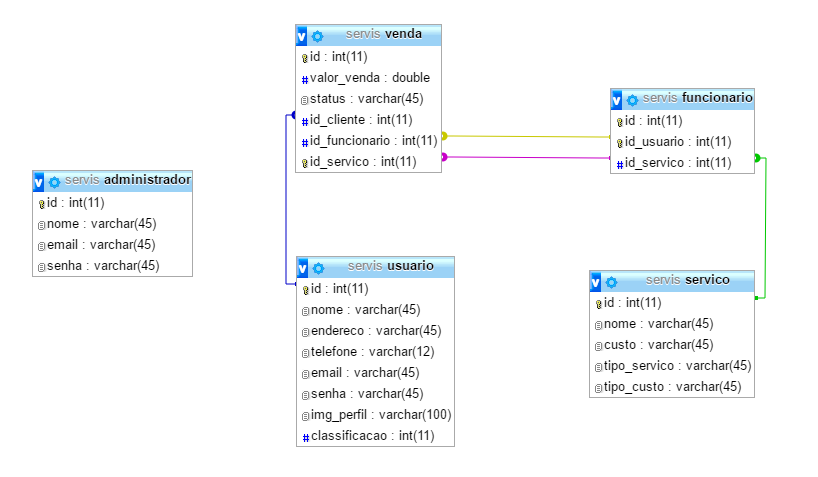 servis venda
id : int(11)
valor_venda : double
status : varchar(45)
id_cliente : int(11)
id_funcionario : int(11)
id_servico : int(11)
servis funcionario
id : int(11)
id_usuario : int(11)
id_servico : int(11)
servis administrador
id : int(11)
nome : varchar(45)
email : varchar(45)
senha : varchar(45)
servis usuario
id : int(11)
nome : varchar(45)
endereco : varchar(45)
telefone : varchar(12)
email : varchar(45)
senha : varchar(45)
img_perfil : varchar(100)
classificacao : int(11)
servis servico
id : int(11)
nome : varchar(45)
custo : varchar(45)
tipo_servico : varchar(45)
tipo_custo : varchar(45)